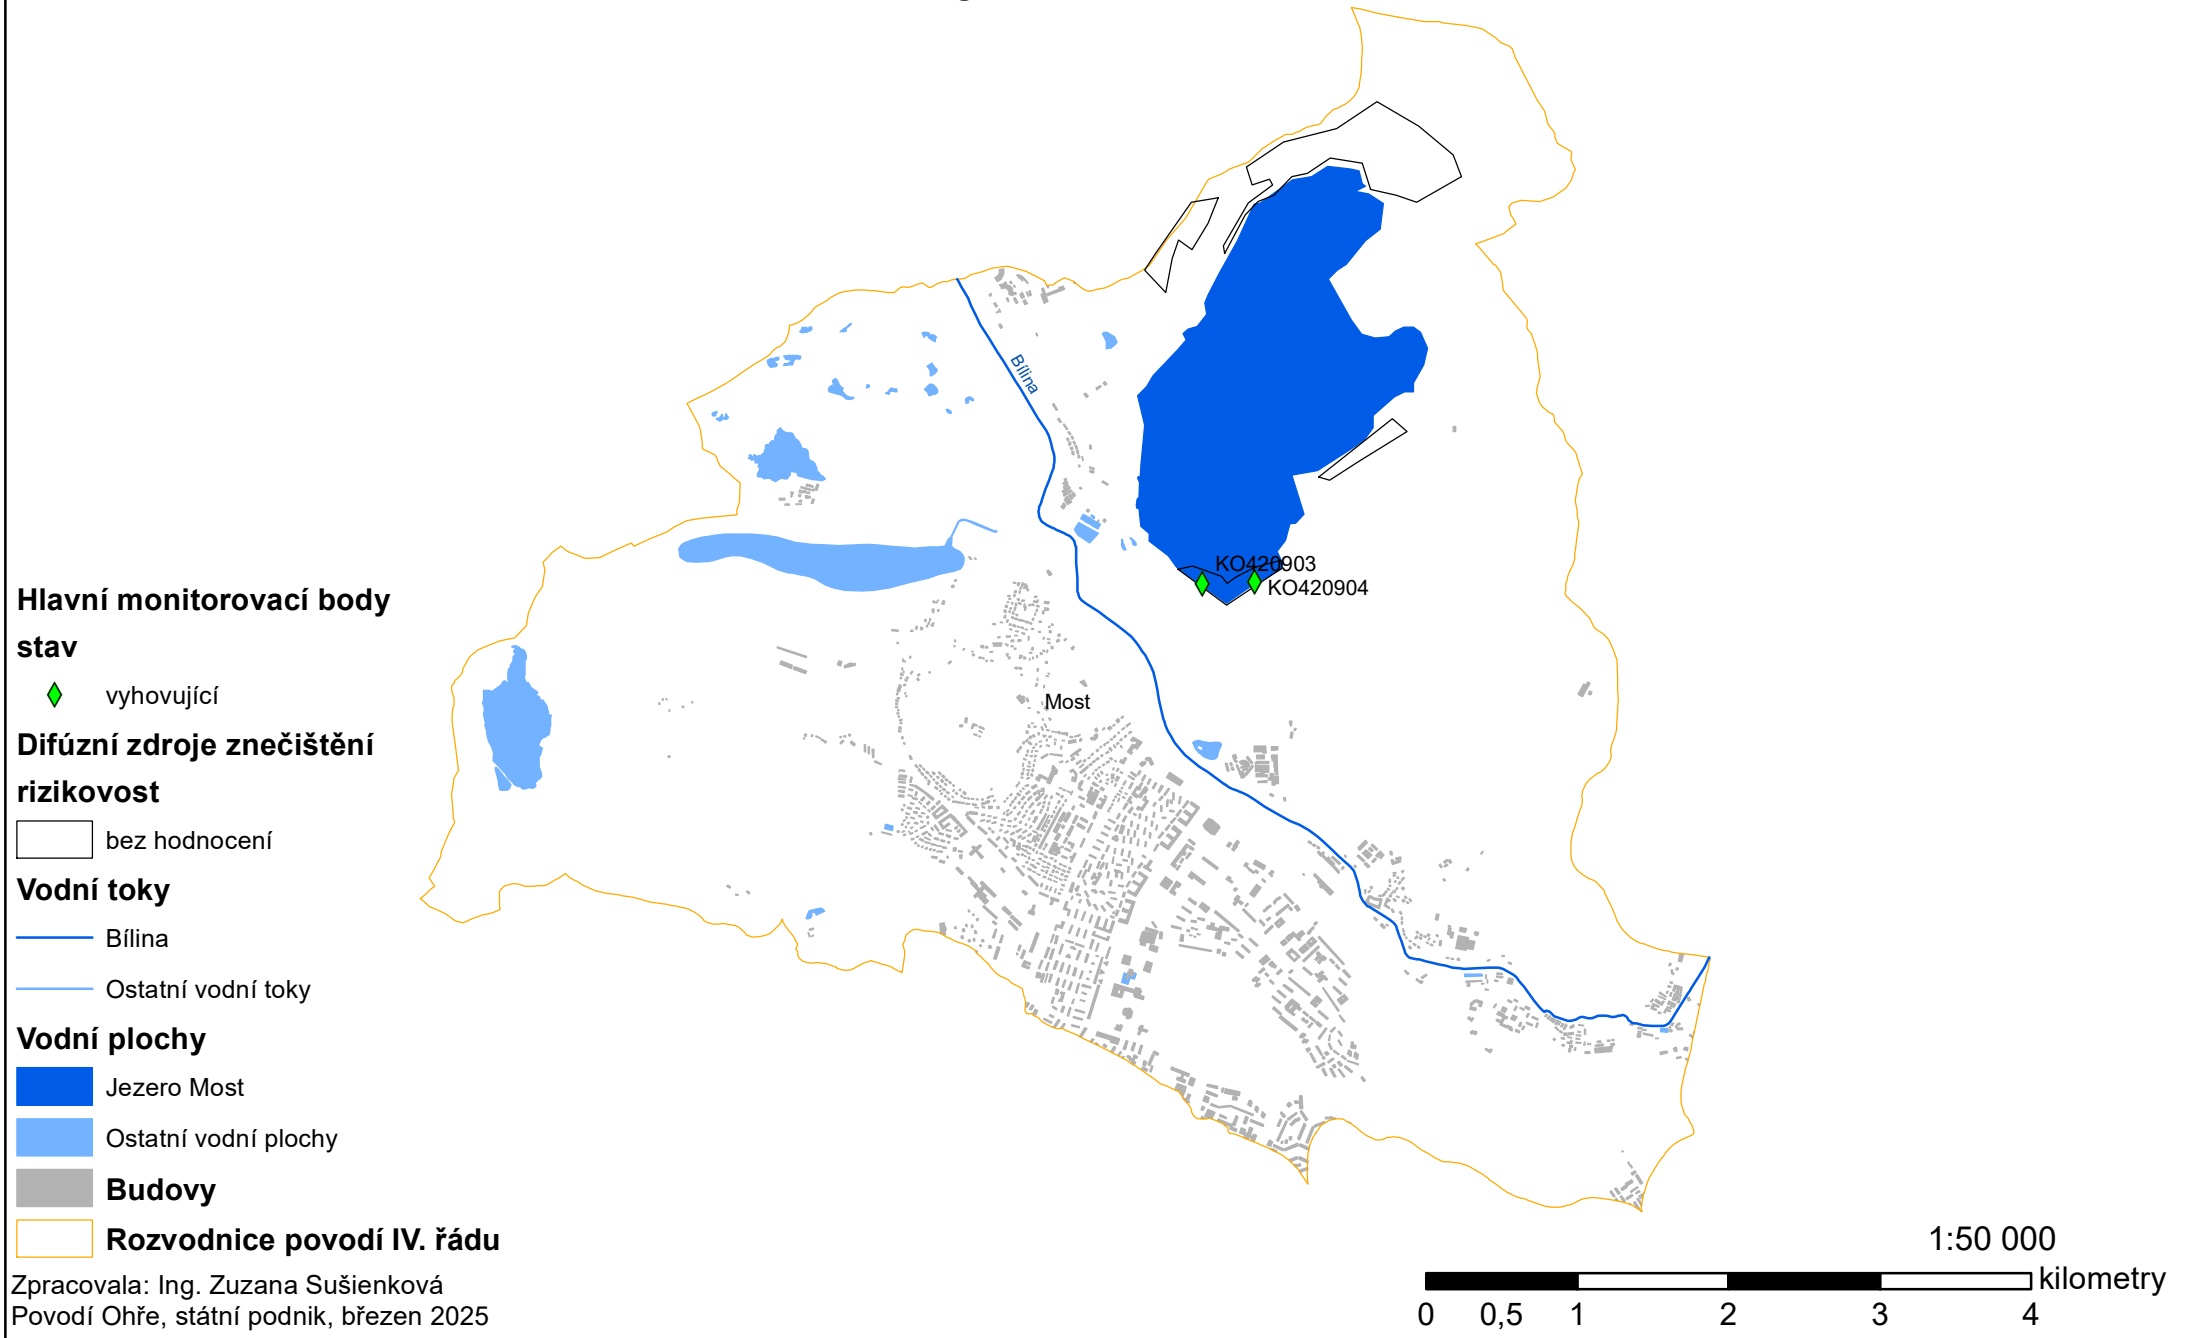 Bílina
KO420903
KO420904
Most
Hlavní monitorovací body
stav
vyhovující
Difúzní zdroje znečištění
rizikovost
bez hodnocení
Vodní toky
Bílina
Ostatní vodní toky
Vodní plochy
Jezero Most
Ostatní vodní plochy
Budovy
Rozvodnice povodí IV. řádu
Zpracovala: Ing. Zuzana Sušienková
Povodí Ohře, státní podnik, březen 2025
1:50 000
kilometry
0 0,5 1 2 3 4